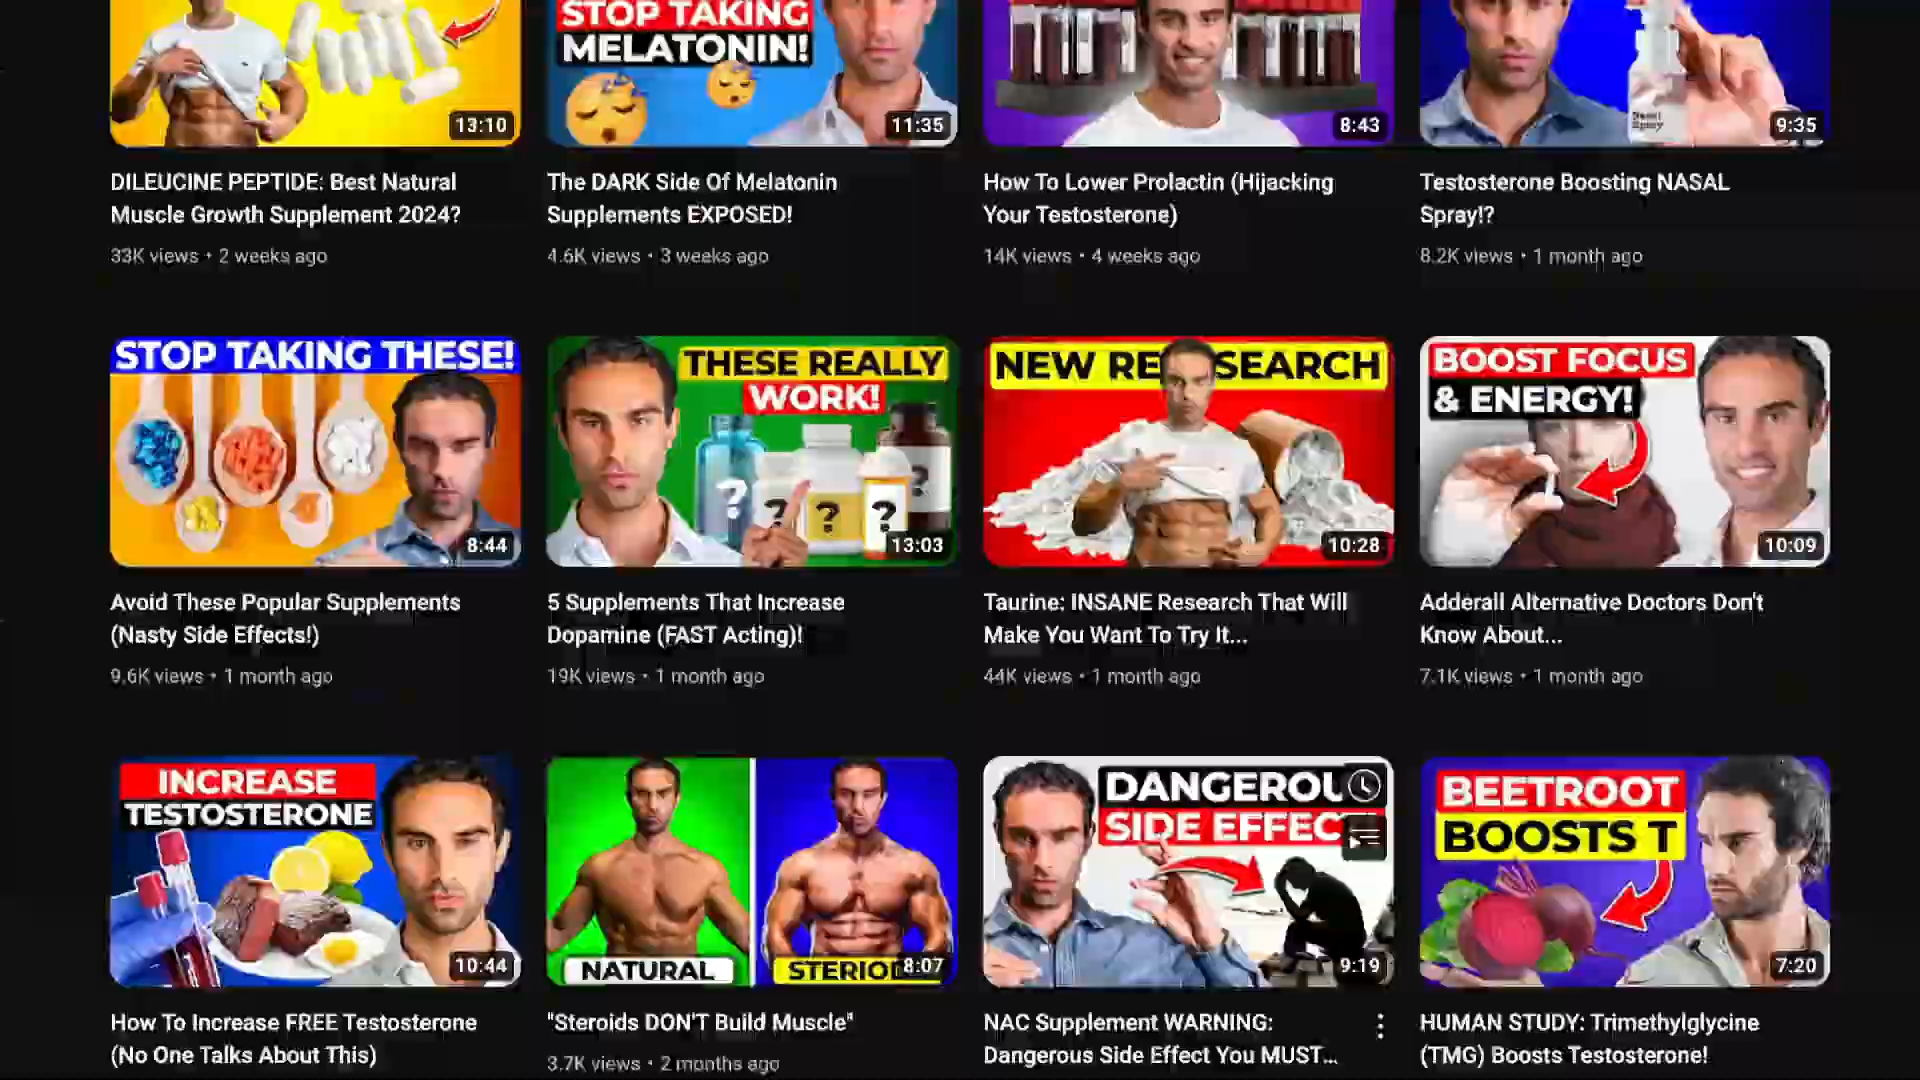 STOP TAKING
MELATONIN!
Nasal
Spray
13:10
11:35
8:43
9:35
DILEUCINE PEPTIDE: Best Natural
Muscle Growth Supplement 2024?
33K views • 2 weeks ago
The DARK Side Of Melatonin
Supplements EXPOSED!
4.6K views • 3 weeks ago
How To Lower Prolactin (Hijacking
Your Testosterone)
14K views • 4 weeks ago
Testosterone Boosting NASAL
Spray!?
8.2K views • 1 month ago
STOP TAKING THESE!
8:44
THESE REALLY
WORK!
? ? ? ? ?
13:03
NEW RESEARCH
10:28
BOOST FOCUS
& ENERGY!
10:09
Avoid These Popular Supplements
(Nasty Side Effects!)
9.6K views • 1 month ago
5 Supplements That Increase
Dopamine (FAST Acting)!
19K views • 1 month ago
Taurine: INSANE Research That Will
Make You Want To Try It...
44K views • 1 month ago
Adderall Alternative Doctors Don't
Know About...
7.1K views • 1 month ago
INCREASE
TESTOSTERONE
10:44
NATURAL
STERIOD
8:07
DANGEROU
SIDE EFFEC
9:19
BEETROOT
BOOSTS T
7:20
How To Increase FREE Testosterone
(No One Talks About This)
"Steroids DON'T Build Muscle"
3.7K views • 2 months ago
NAC Supplement WARNING:
Dangerous Side Effect You MUST...
HUMAN STUDY: Trimethylglycine
(TMG) Boosts Testosterone!